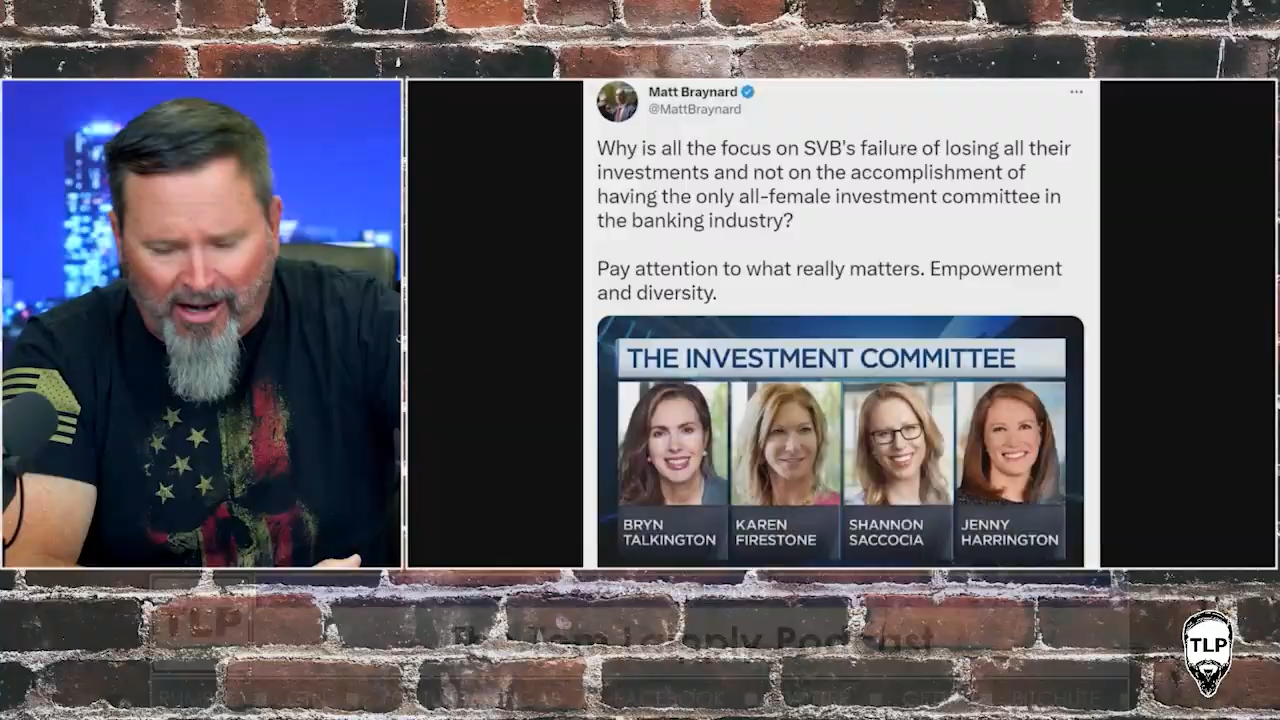 Matt Braynard
@MattBraynard
Why is all the focus on SVB's failure of losing all their
investments and not on the accomplishment of
having the only all-female investment committee in
the banking industry?
Pay attention to what really matters. Empowerment
and diversity.
THE INVESTMENT COMMITTEE
BRYN
TALKINGTON
KAREN
FIRESTONE
SHANNON
SACCOCIA
JENNY
HARRINGTON
TLP
Podcast
TLP